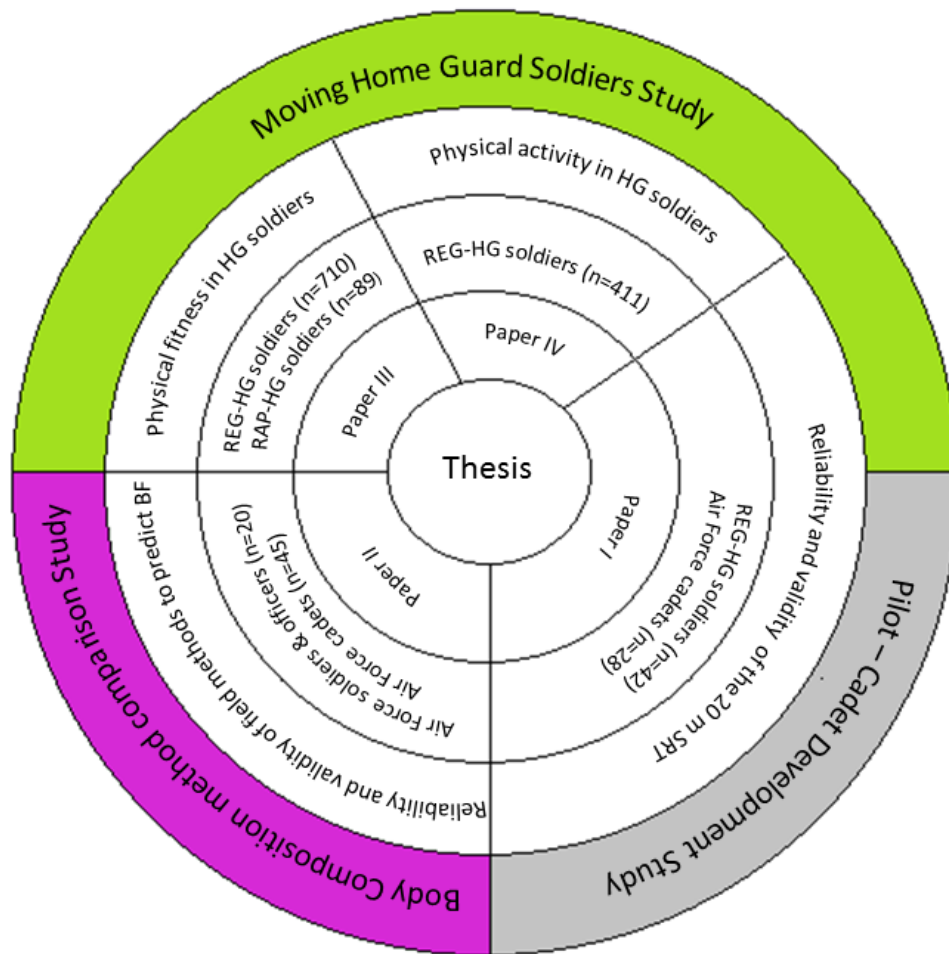 Moving Home Guard Soldiers Study
Physical activity in HG soldiers
Physical fitness in HG soldiers
REG-HG soldiers (n=411)
REG-HG soldiers (n=710)
RAP-HG soldiers (n=89)
Paper IV
Paper III
Thesis
Paper I
REG-HG soldiers (n=42)
Air Force cadets (n=28)
Reliability and validity of the 20 m SRT
Pilot – Cadet Development Study
Paper II
Air Force cadets (n=45)
Air Force soldiers & officers (n=20)
Reliability and validity of field methods to predict BF
Body Composition method comparison Study